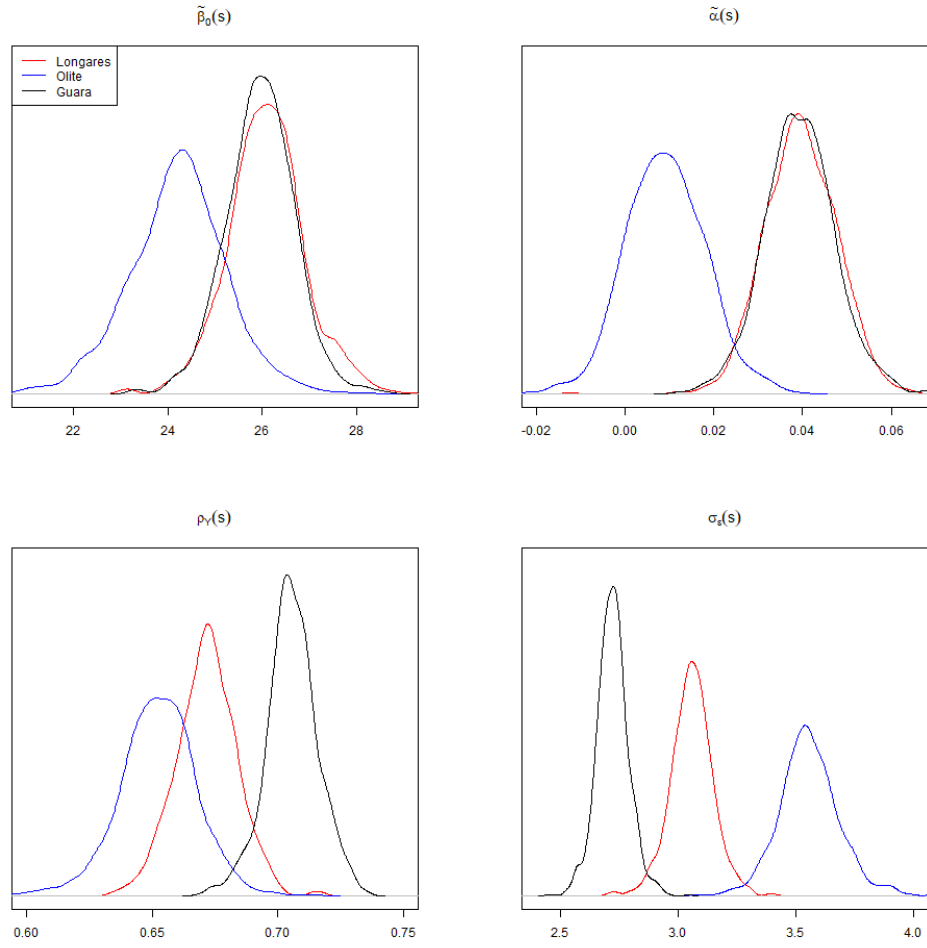 β̃₀(s)
α̃(s)
Longares
Olite
Guara
22 24 26 28
-0.02 0.00 0.02 0.04 0.06
ρY(s)
σε(s)
0.60 0.65 0.70 0.75
2.5 3.0 3.5 4.0